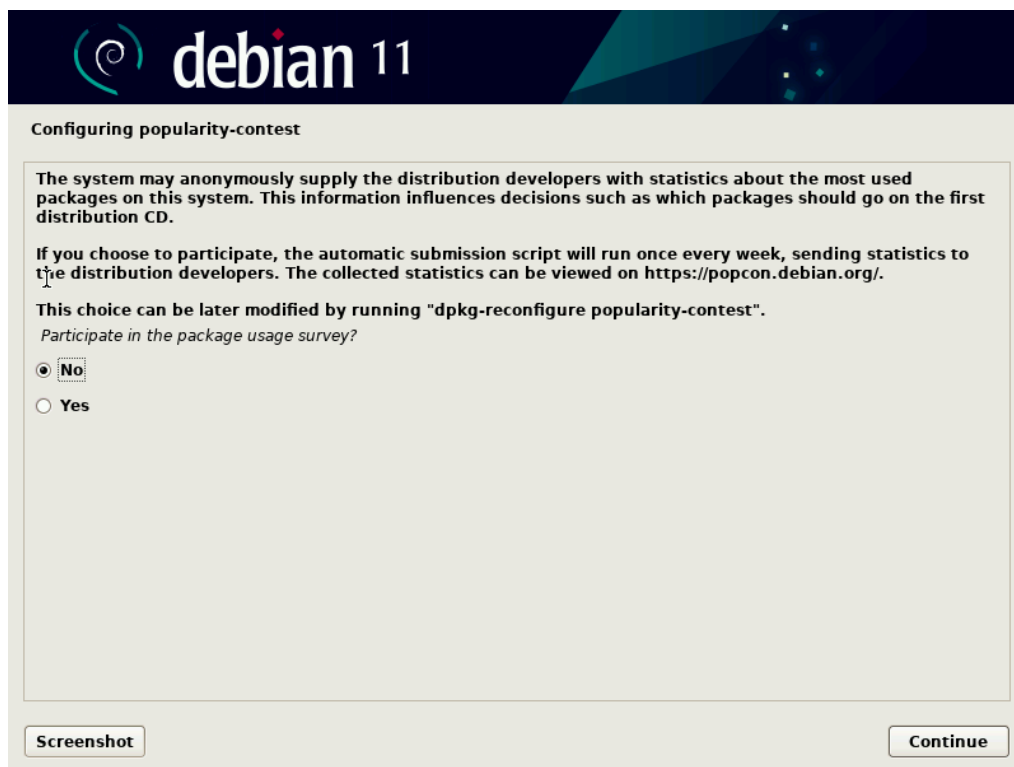 debian 11
Configuring popularity-contest
The system may anonymously supply the distribution developers with statistics about the most used
packages on this system. This information influences decisions such as which packages should go on the first
distribution CD.
If you choose to participate, the automatic submission script will run once every week, sending statistics to
the distribution developers. The collected statistics can be viewed on https://popcon.debian.org/.
This choice can be later modified by running "dpkg-reconfigure popularity-contest".
Participate in the package usage survey?
No
Yes
Screenshot
Continue